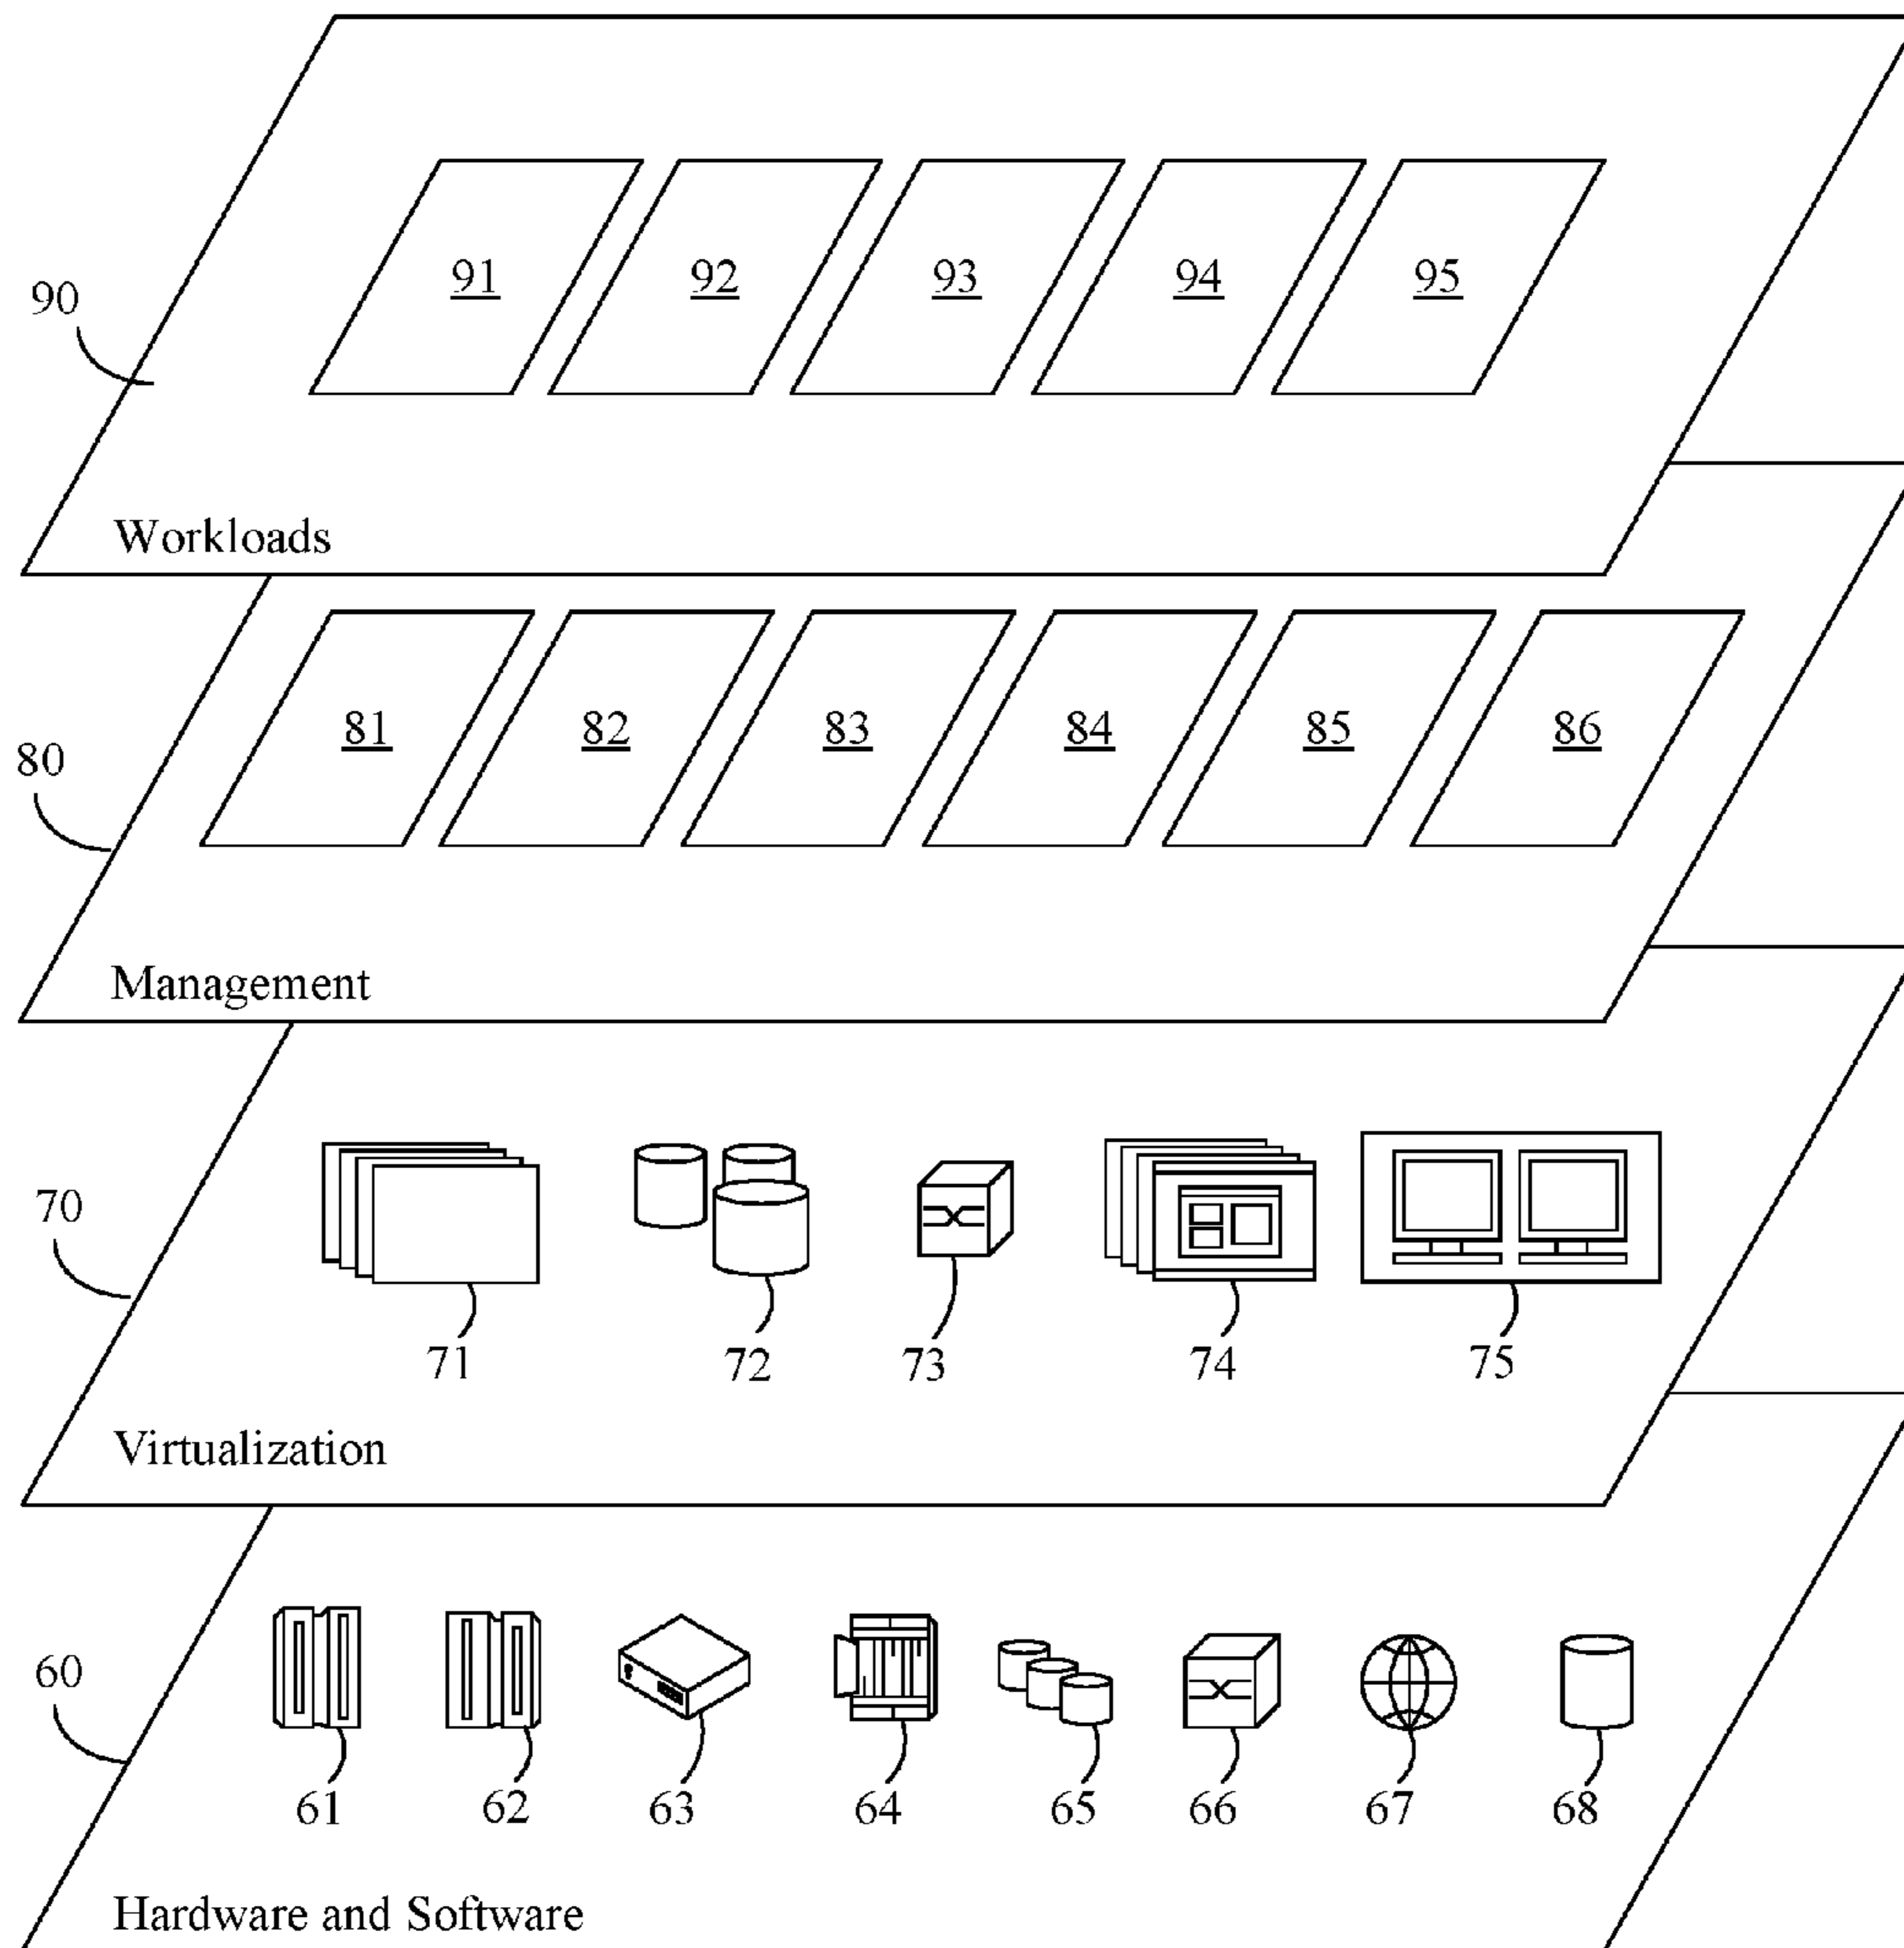 91 92 93 94 95
90
Workloads
81 82 83 84 85 86
80
Management
70
71 72 73 74 75
Virtualization
60
61 62 63 64 65 66 67 68
Hardware and Software